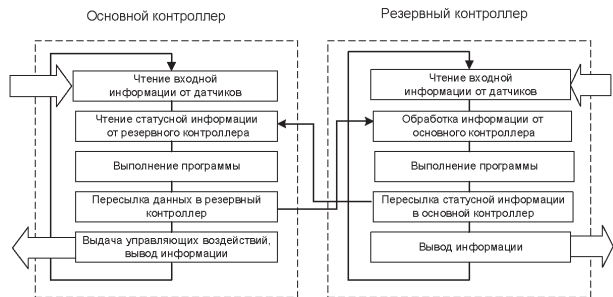 Основной контроллер
Чтение входной
информации от датчиков
Чтение статусной информации
от резервного контроллера
Выполнение программы
Пересылка данных в резервный
контроллер
Выдача управляющих воздействий,
вывод информации
Резервный контроллер
Чтение входной
информации от датчиков
Обработка информации от
основного контроллера
Выполнение программы
Пересылка статусной информации
в основной контроллер
Вывод информации